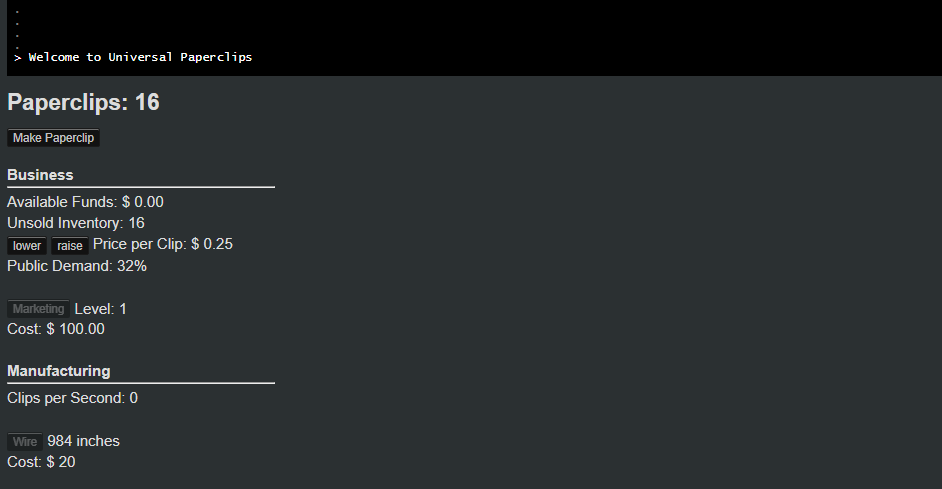 .
.
.
.
> Welcome to Universal Paperclips
Paperclips: 16
Make Paperclip
Business
Available Funds: $ 0.00
Unsold Inventory: 16
lower raise Price per Clip: $ 0.25
Public Demand: 32%
Marketing Level: 1
Cost: $ 100.00
Manufacturing
Clips per Second: 0
Wire 984 inches
Cost: $ 20